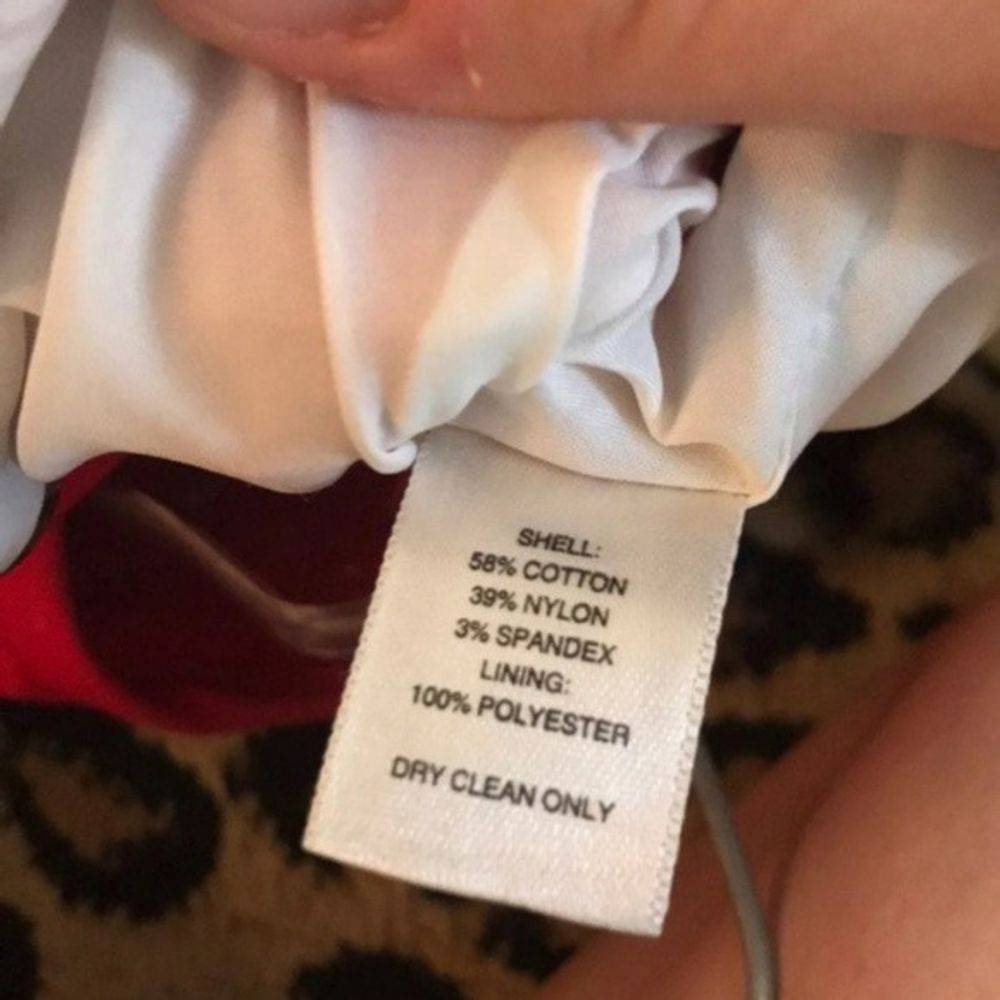 SHELL:
58% COTTON
39% NYLON
3% SPANDEX
LINING:
100% POLYESTER
DRY CLEAN ONLY